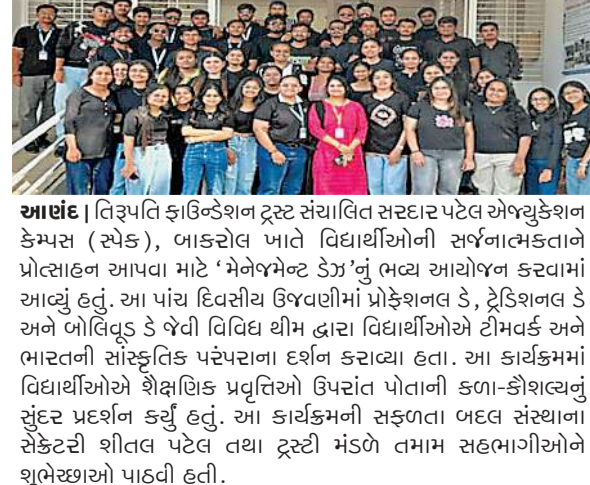 આણંદ | તિરૂપતિ ફાઉન્ડેશન ટ્રસ્ટ સંચાલિત સરદાર પટેલ એજ્યુકેશન
કેમ્પસ (સ્પેક), બાકરોલ ખાતે વિદ્યાર્થીઓની સર્જનાત્મકતાને
પ્રોત્સાહન આપવા માટે ‘મેનેજમેન્ટ ડેઝ’નું ભવ્ય આયોજન કરવામાં
આવ્યું હતું. આ પાંચ દિવસીય ઉજવણીમાં પ્રોફેશનલ ડે, ટ્રેડિશનલ ડે
અને બોલિવૂડ ડે જેવી વિવિધ થીમ દ્વારા વિદ્યાર્થીઓએ ટીમવર્ક અને
ભારતની સાંસ્કૃતિક પરંપરાના દર્શન કરાવ્યા હતા. આ કાર્યક્રમમાં
વિદ્યાર્થીઓએ શૈક્ષણિક પ્રવૃત્તિઓ ઉપરાંત પોતાની કળા-કૌશલ્યનું
સુંદર પ્રદર્શન કર્યું હતું. આ કાર્યક્રમની સફળતા બદલ સંસ્થાના
સેક્રેટરી શીતલ પટેલ તથા ટ્રસ્ટી મંડળે તમામ સહભાગીઓને
શુભેચ્છાઓ પાઠવી હતી.